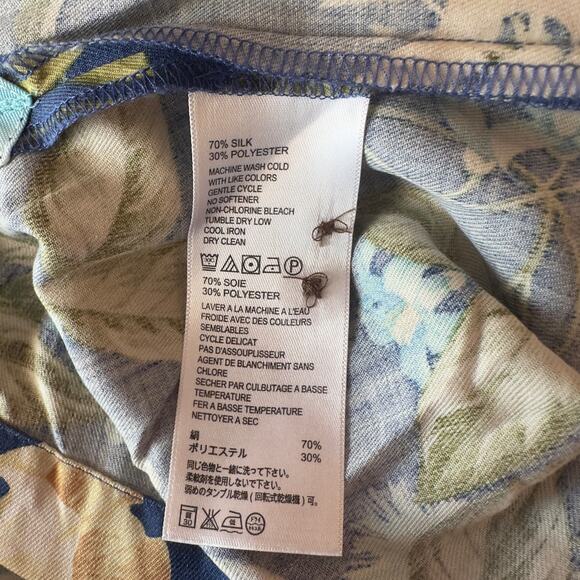 70% SILK
30% POLYESTER
MACHINE WASH COLD
WITH LIKE COLORS
GENTLE CYCLE
NO SOFTENER
NON-CHLORINE BLEACH
TUMBLE DRY LOW
COOL IRON
DRY CLEAN
70% SOIE
30% POLYESTER
LAVER A LA MACHINE A L'EAU
FROIDE AVEC DES COULEURS
SEMBLABLES
CYCLE DELICAT
PAS D'ASSOUPLISSEUR
AGENT DE BLANCHIMENT SANS
CHLORE
SECHER PAR CULBUTAGE A BASSE
TEMPERATURE
FER A BASSE TEMPERATURE
NETTOYER A SEC
絹 70%
ポリエステル 30%
同じ色物と一緒に洗って下さい。
柔軟剤を使用しないで下さい。
弱めのタンブル乾燥(回転式乾燥機)可。